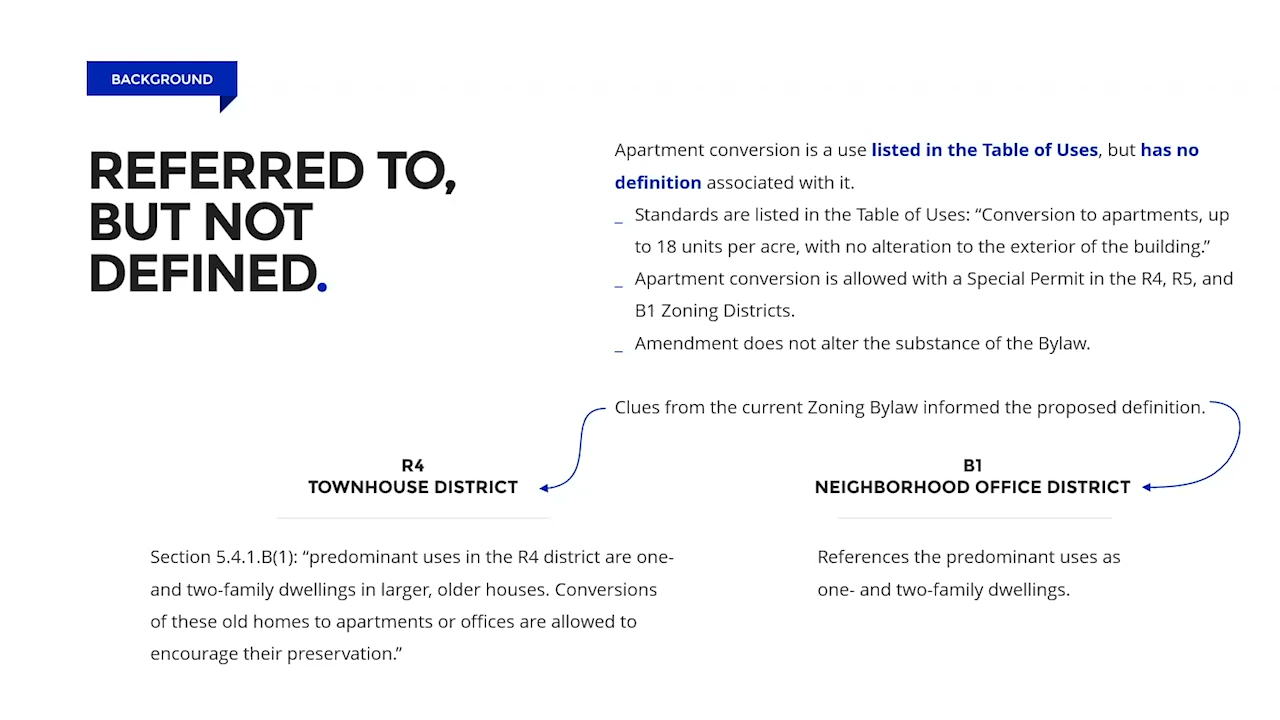 BACKGROUND
REFERRED TO,
BUT NOT
DEFINED.
Apartment conversion is a use listed in the Table of Uses, but has no
definition associated with it.
_ Standards are listed in the Table of Uses: “Conversion to apartments, up
to 18 units per acre, with no alteration to the exterior of the building.”
_ Apartment conversion is allowed with a Special Permit in the R4, R5, and
B1 Zoning Districts.
_ Amendment does not alter the substance of the Bylaw.
Clues from the current Zoning Bylaw informed the proposed definition.
R4
TOWNHOUSE DISTRICT
Section 5.4.1.B(1): “predominant uses in the R4 district are one-
and two-family dwellings in larger, older houses. Conversions
of these old homes to apartments or offices are allowed to
encourage their preservation.”
B1
NEIGHBORHOOD OFFICE DISTRICT
References the predominant uses as
one- and two-family dwellings.